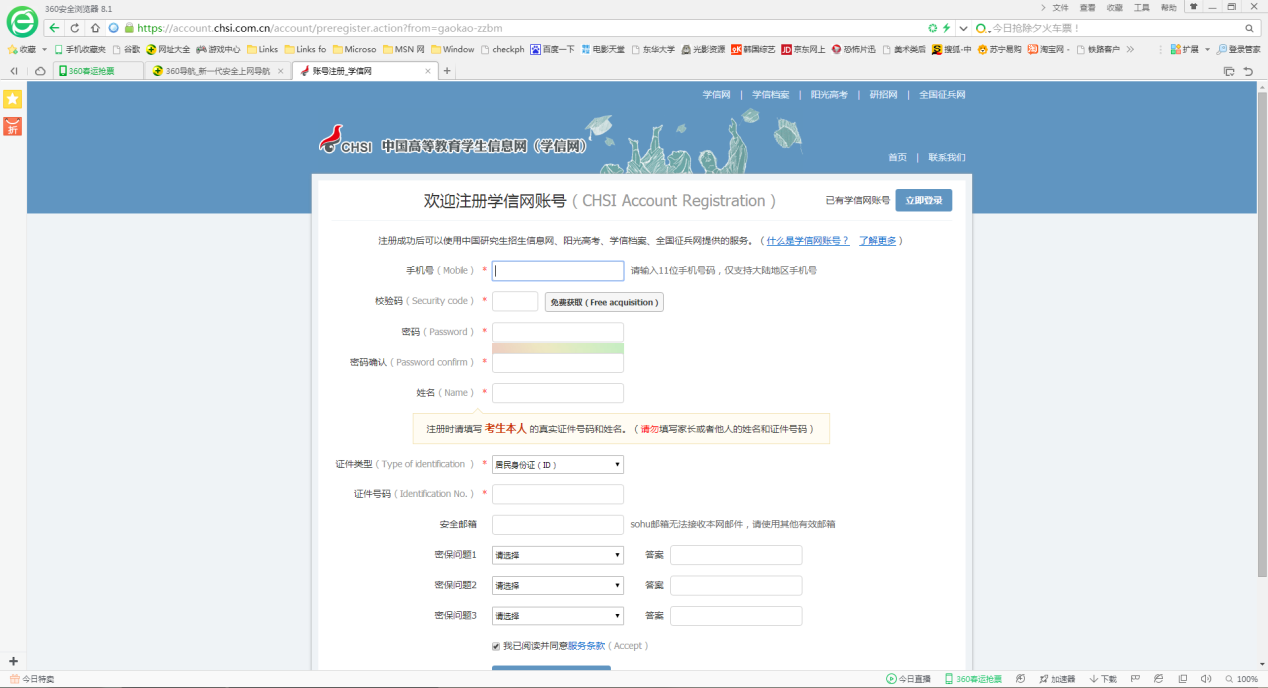 360安全浏览器 8.1
文件 查看 收藏 工具 帮助
https://account.chsi.com.cn/account/preregister.action?from=gaokao-zzbm
今日抢除夕火车票！
收藏 手机收藏夹 谷歌 网址大全 游戏中心 Links Links fo Microso MSN 网 Window checkph 百度一下 电影天堂 东华大学 光影资源 韩国综艺 京东网上 恐怖片迅 美术类后 搜狐-中 苏宁易购 淘宝网 - 铁路客户 扩展 登录管家
360春运抢票 360导航_新一代安全上网导航 账号注册_学信网
折
学信网 | 学信档案 | 阳光高考 | 研招网 | 全国征兵网
CHSI 中国高等教育学生信息网（学信网）
首页 | 联系我们
欢迎注册学信网账号（CHSI Account Registration） 已有学信网账号 立即登录
注册成功后可以使用中国研究生招生信息网、阳光高考、学信档案、全国征兵网提供的服务。（什么是学信网账号？ 了解更多）
手机号（Mobile） * 请输入11位手机号码，仅支持大陆地区手机号
校验码（Security code） * 免费获取（Free acquisition）
密码（Password） *
密码确认（Password confirm） *
姓名（Name） *
注册时请填写 考生本人 的真实证件号码和姓名。（请勿填写家长或者他人的姓名和证件号码）
证件类型（Type of identification ） * 居民身份证（ID）
证件号码（Identification No.） *
安全邮箱 sohu邮箱无法接收本网邮件，请使用其他有效邮箱
密保问题1 请选择 答案
密保问题2 请选择 答案
密保问题3 请选择 答案
我已阅读并同意服务条款（Accept）
今日特卖 今日直播 360春运抢票 加速器 下载 100%